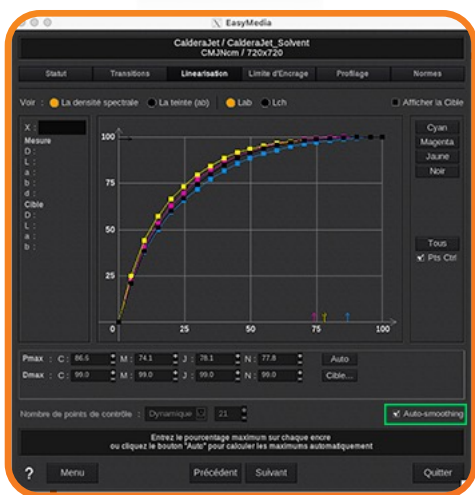 EasyMedia
CalderaJet / CalderaJet_Solvent
CMJNcm / 720x720
Statut Transitions Linearisation Limite d'Encrage Profilage Normes
Voir : La densité spectrale La teinte (ab) Lab Lch Afficher la Cible
X :
Mesure
D :
L :
a :
b :
d :
Cible
D :
L :
a :
b :
100
75
50
25
0 25 50 75 100
Cyan
Magenta
Jaune
Noir
Tous
Pts Ctrl
Pmax : C : 86.6 M : 74.1 J : 78.1 N : 77.8 Auto
Dmax : C : 99.0 M : 99.0 J : 99.0 N : 99.0 Cible...
Nombre de points de contrôle : Dynamique 21 Auto-smoothing
Entrez le pourcentage maximum sur chaque encre
ou cliquez le bouton "Auto" pour calculer les maximums automatiquement
? Menu Précédent Suivant Quitter